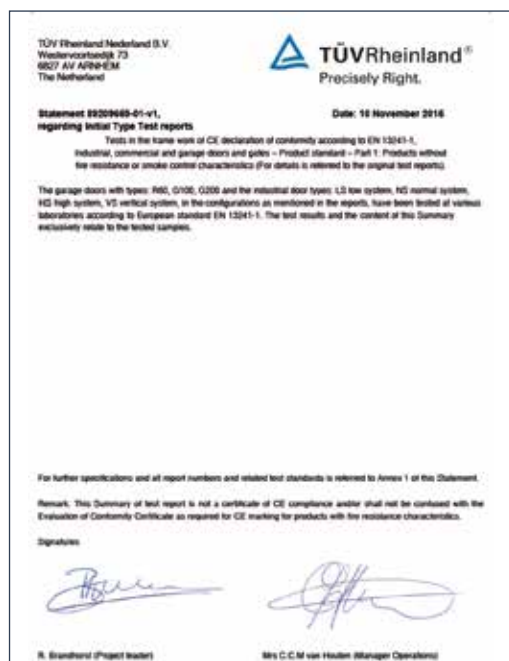 TÜV Rheinland Nederland B.V.
Westervoortsedijk 73
6827 AV ARNHEM
The Netherland
TÜVRheinland®
Precisely Right.
Statement 89209669-01-v1,
Date: 10 November 2016
regarding Initial Type Test reports
Tests in the frame work of CE declaration of conformity according to EN 13241-1,
Industrial, commercial and garage doors and gates – Product standard – Part 1: Products without
fire resistance or smoke control characteristics (For details is referred to the original test reports).
The garage doors with types: R60, G100, G200 and the industrial door types: LS low system, NS normal system,
HS high system, VS vertical system, in the configurations as mentioned in the reports, have been tested at various
laboratories according to European standard EN 13241-1. The test results and the content of this Summary
exclusively relate to the tested samples.
For further specifications and all report numbers and related test standards is referred to Annex 1 of this Statement.
Remark: This Summary of test report is not a certificate of CE compliance and/or shall not be confused with the
Evaluation of Conformity Certificate as required for CE marking for products with fire resistance characteristics.
Signatures
R. Brandhorst (Project leader)
Mrs C.C.M van Houten (Manager Operations)